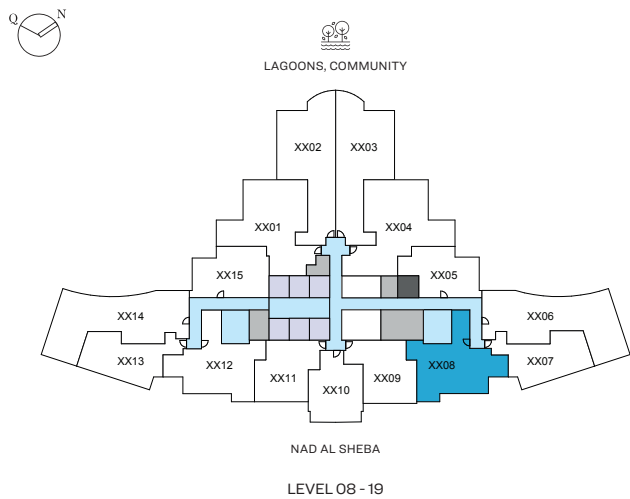 Q N
LAGOONS, COMMUNITY
XX02 XX03
XX01 XX04
XX15 XX05
XX14 XX06
XX13 XX12 XX08 XX07
XX11 XX10 XX09
NAD AL SHEBA
LEVEL 08 - 19